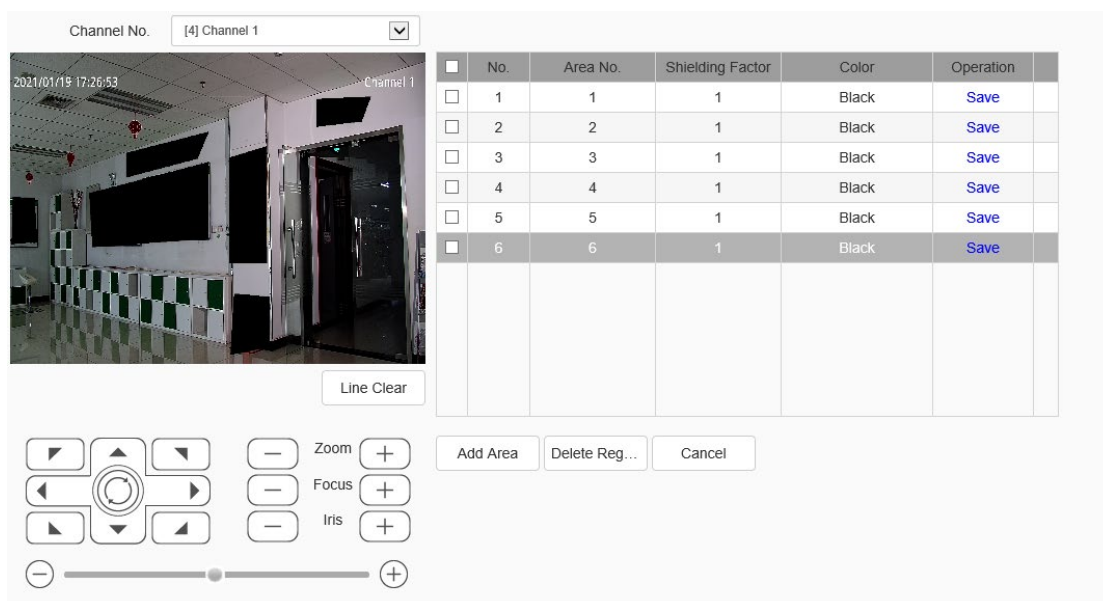 Channel No. [4] Channel 1
2021/01/19 17:26:53 Channel 1
No. Area No. Shielding Factor Color Operation
1 1 1 Black Save
2 2 1 Black Save
3 3 1 Black Save
4 4 1 Black Save
5 5 1 Black Save
6 6 1 Black Save
Line Clear
Zoom
Focus
Iris
Add Area Delete Reg... Cancel